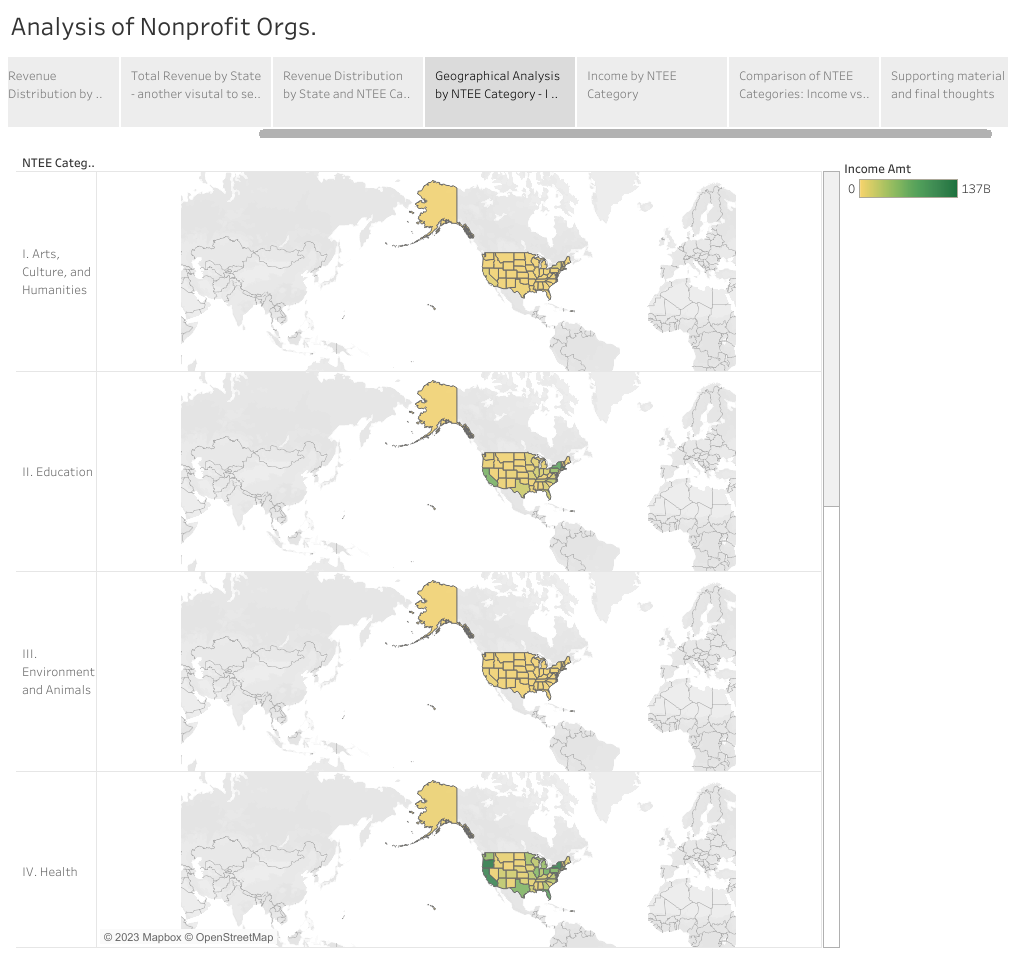 Analysis of Nonprofit Orgs.
Revenue
Distribution by ..
Total Revenue by State
- another visutal to se..
Revenue Distribution
by State and NTEE Ca..
Geographical Analysis
by NTEE Category - I ..
Income by NTEE
Category
Comparison of NTEE
Categories: Income vs..
Supporting material
and final thoughts
NTEE Categ..
Income Amt
0
137B
I. Arts,
Culture, and
Humanities
II. Education
III.
Environment
and Animals
IV. Health
© 2023 Mapbox © OpenStreetMap